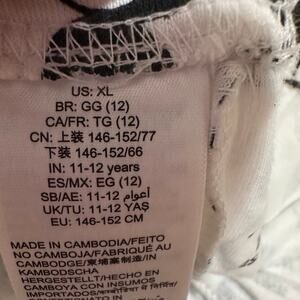 US: XL
BR: GG (12)
CA/FR: TG (12)
CN: 上装 146-152/77
下装 146-152/66
IN: 11-12 years
ES/MX: EG (12)
SB/AE: 11-12 أعوام
UK/TU: 11-12 YAŞ
EU: 146-152 CM
MADE IN CAMBODIA/FEITO
NO CAMBOJA/FABRIQUÉ AU
CAMBODGE/柬埔寨制造/IN
KAMBODSCHA
HERGESTELLT/HECHO EN
CAMBOYA CON INSUMOS
IMPORTADOS/